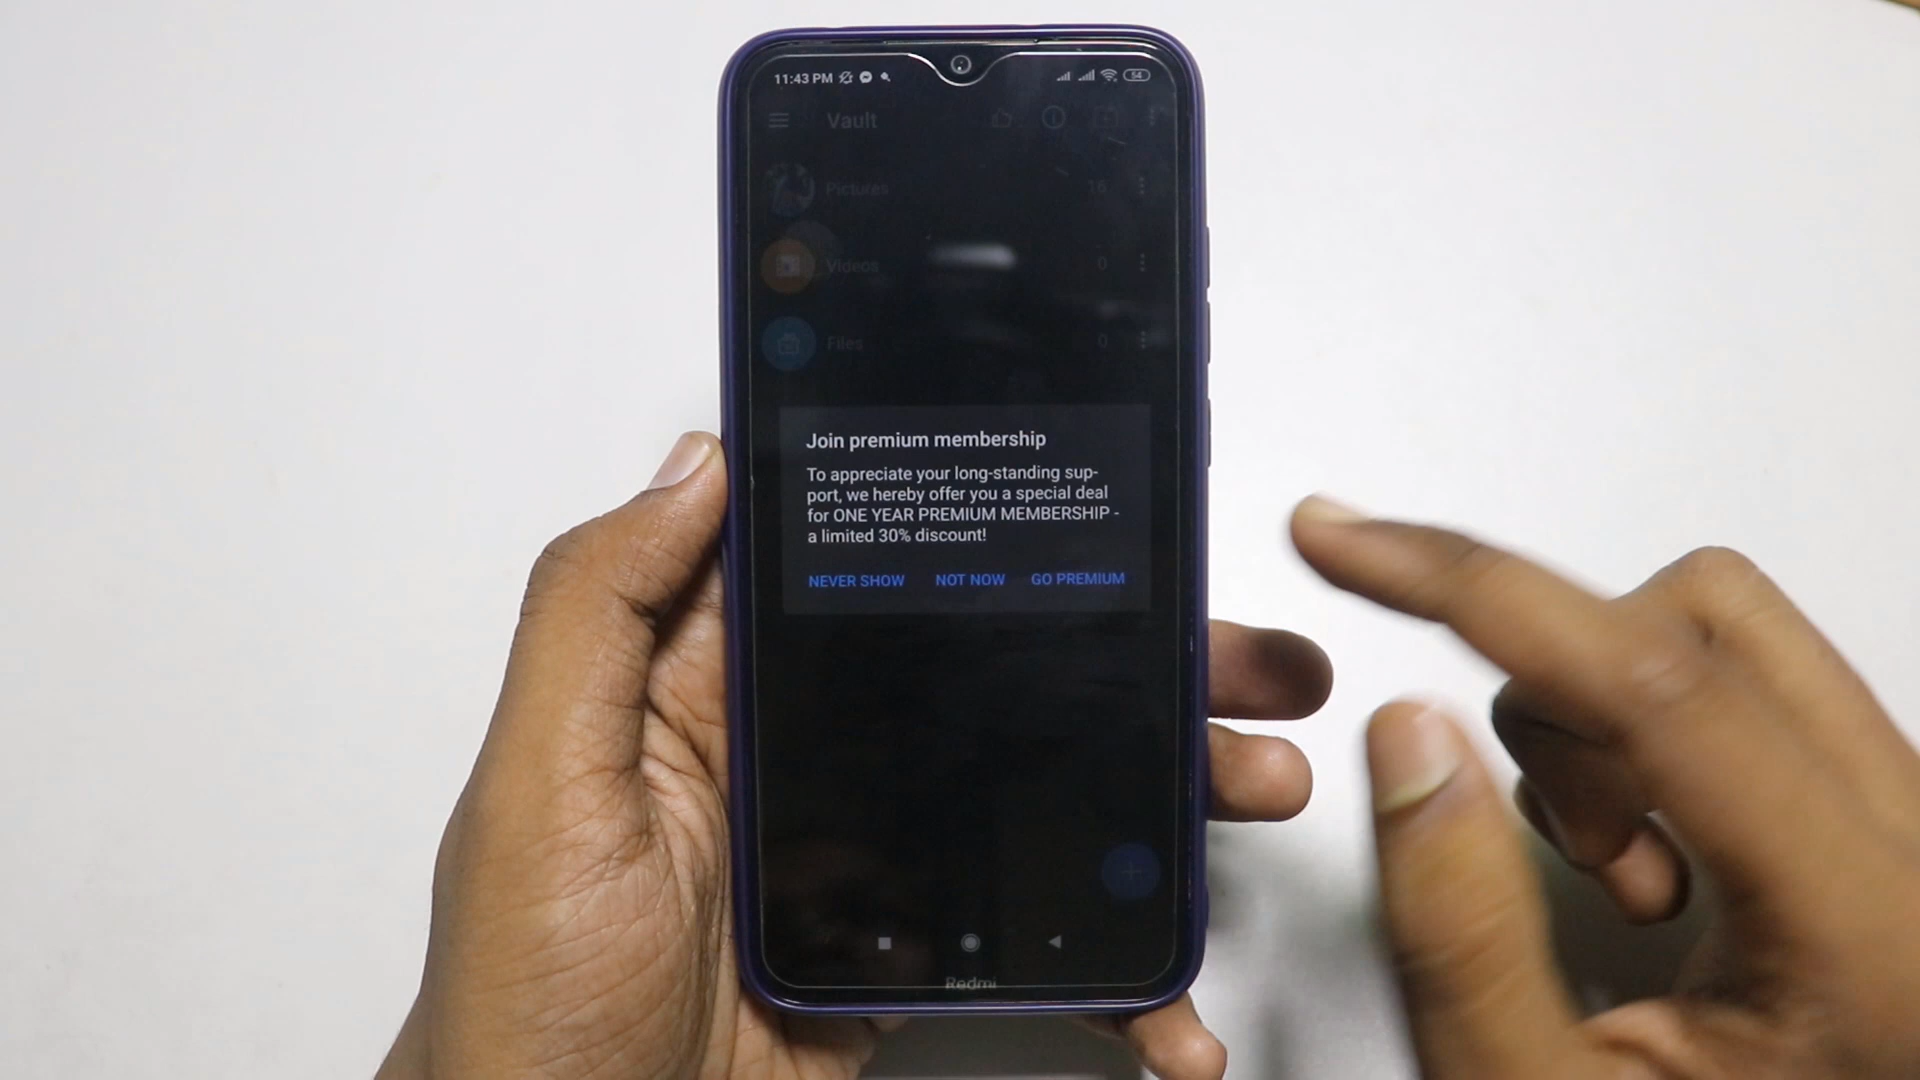 11:43 PM
54
Vault
Pictures 16
Videos 0
Files 0
Join premium membership
To appreciate your long-standing sup-
port, we hereby offer you a special deal
for ONE YEAR PREMIUM MEMBERSHIP -
a limited 30% discount!
NEVER SHOW NOT NOW GO PREMIUM
Redmi